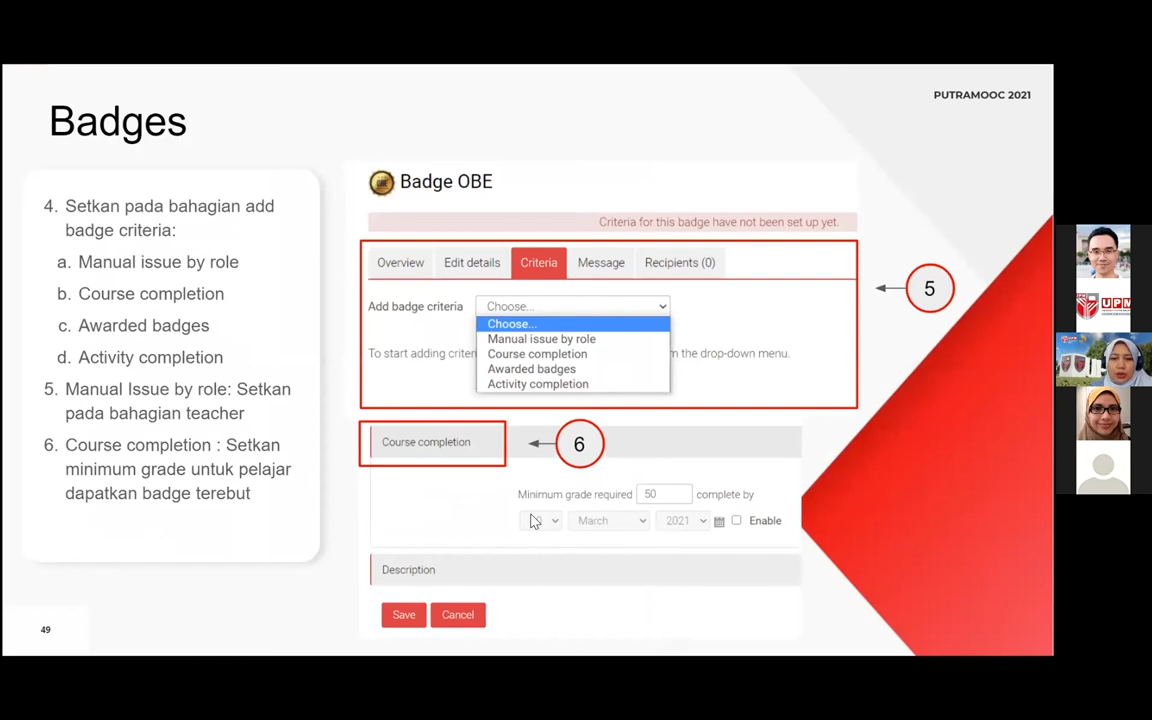 PUTRAMOOC 2021
Badges
4. Setkan pada bahagian add
badge criteria:
a. Manual issue by role
b. Course completion
c. Awarded badges
d. Activity completion
5. Manual Issue by role: Setkan
pada bahagian teacher
6. Course completion : Setkan
minimum grade untuk pelajar
dapatkan badge terebut
Badge OBE
Criteria for this badge have not been set up yet.
Overview Edit details Criteria Message Recipients (0)
Add badge criteria Choose...
Choose...
Manual issue by role
To start adding criteri m the drop-down menu.
Course completion
Awarded badges
Activity completion
5
Course completion
6
Minimum grade required 50 complete by
March 2021 Enable
Description
Save Cancel
49
UPM